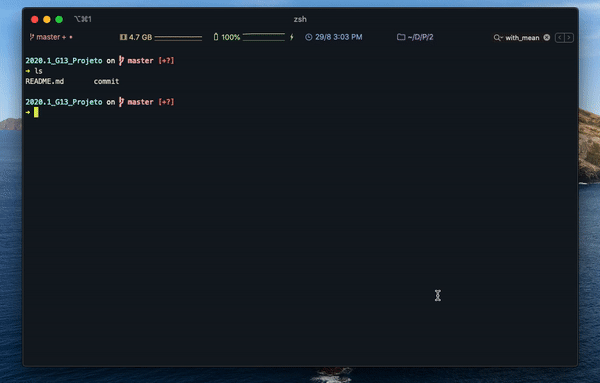 ⌥⌘1 zsh
master + • 4.7 GB 100% 29/8 3:03 PM ~/D/P/2 with_mean
2020.1_G13_Projeto on master [+?]
➜ ls
README.md commit
2020.1_G13_Projeto on master [+?]
➜